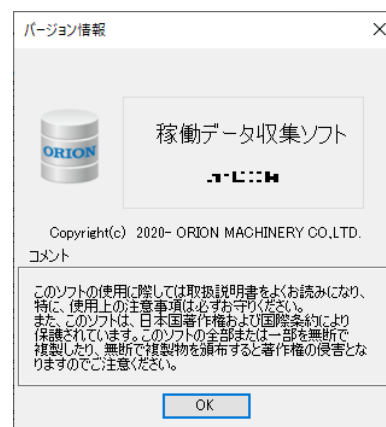 バージョン情報
ORION
稼働データ収集ソフト
Copyright(c) 2020- ORION MACHINERY CO.,LTD.
コメント
このソフトの使用に際しては取扱説明書をよくお読みになり、
特に、使用上の注意事項は必ずお守りください。
また、このソフトは、日本国著作権および国際条約により
保護されています。このソフトの全部または一部を無断で
複製したり、無断で複製物を頒布すると著作権の侵害とな
りますのでご注意ください。
OK